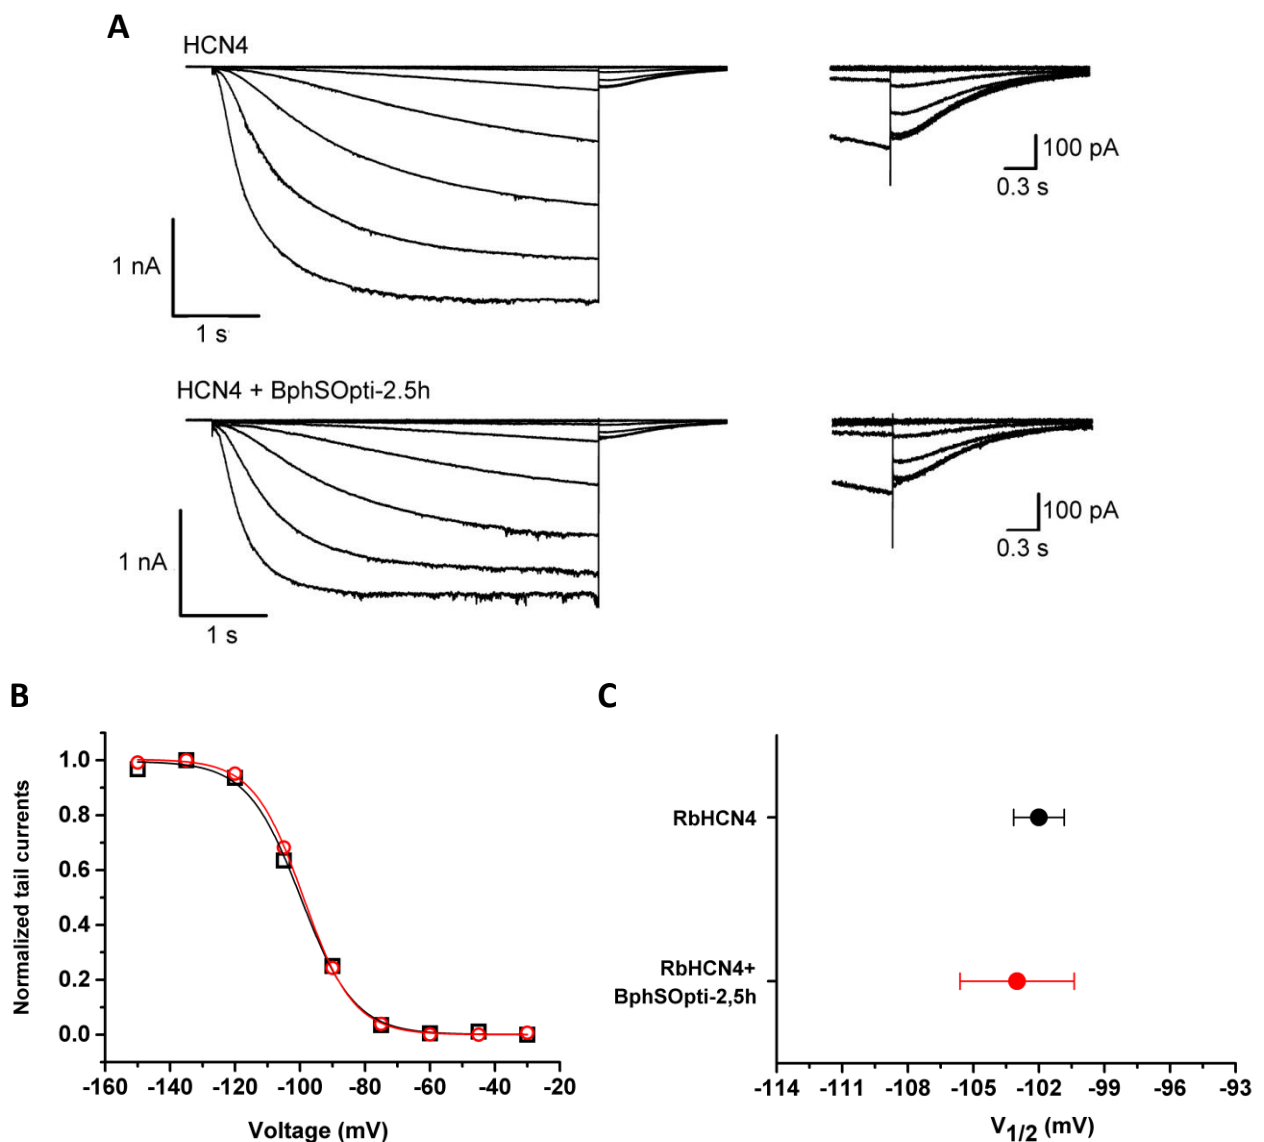 A
HCN4
100 pA
0.3 s
1 nA
1 s
HCN4 + BphSOpti-2.5h
100 pA
0.3 s
1 nA
1 s
B
Normalized tail currents
1.0
0.8
0.6
0.4
0.2
0.0
-160 -140 -120 -100 -80 -60 -40 -20
Voltage (mV)
C
RbHCN4
RbHCN4+
BphSOpti-2,5h
-114 -111 -108 -105 -102 -99 -96 -93
V1/2 (mV)